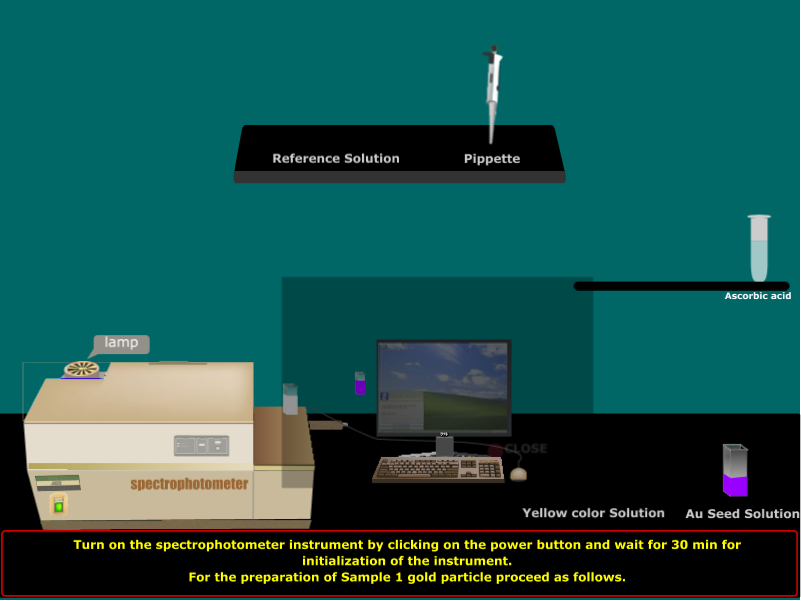 Reference Solution
Pippette
Ascorbic acid
lamp
CLOSE
spectrophotometer
Yellow color Solution
Au Seed Solution
Turn on the spectrophotometer instrument by clicking on the power button and wait for 30 min for
initialization of the instrument.
For the preparation of Sample 1 gold particle proceed as follows.